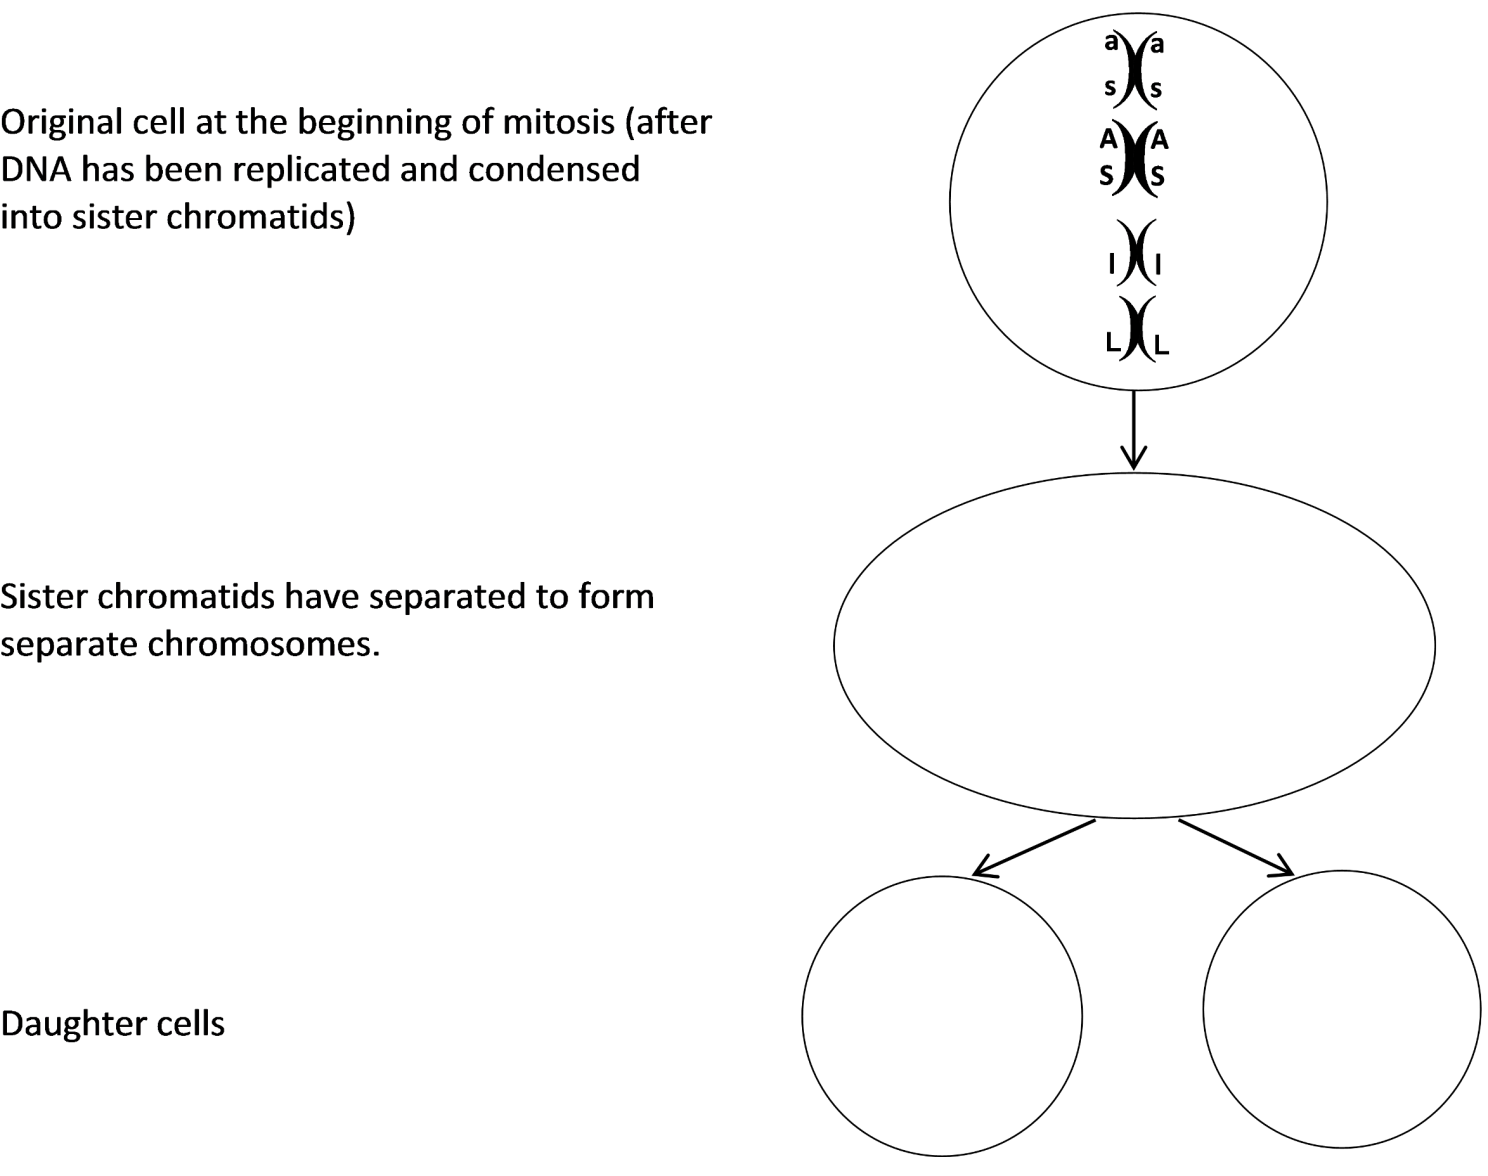 a a
s s
A A
S S
Original cell at the beginning of mitosis (after
DNA has been replicated and condensed
into sister chromatids)
l l
L L
Sister chromatids have separated to form
separate chromosomes.
Daughter cells